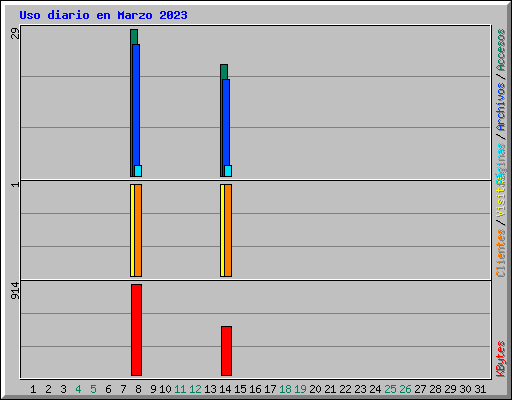 Uso diario en Marzo 2023
29
1
914
Accesos
/
Archivos
/
Páginas
Visitas
/
Clientes
KBytes
1 2 3 4 5 6 7 8 9 10 11 12 13 14 15 16 17 18 19 20 21 22 23 24 25 26 27 28 29 30 31